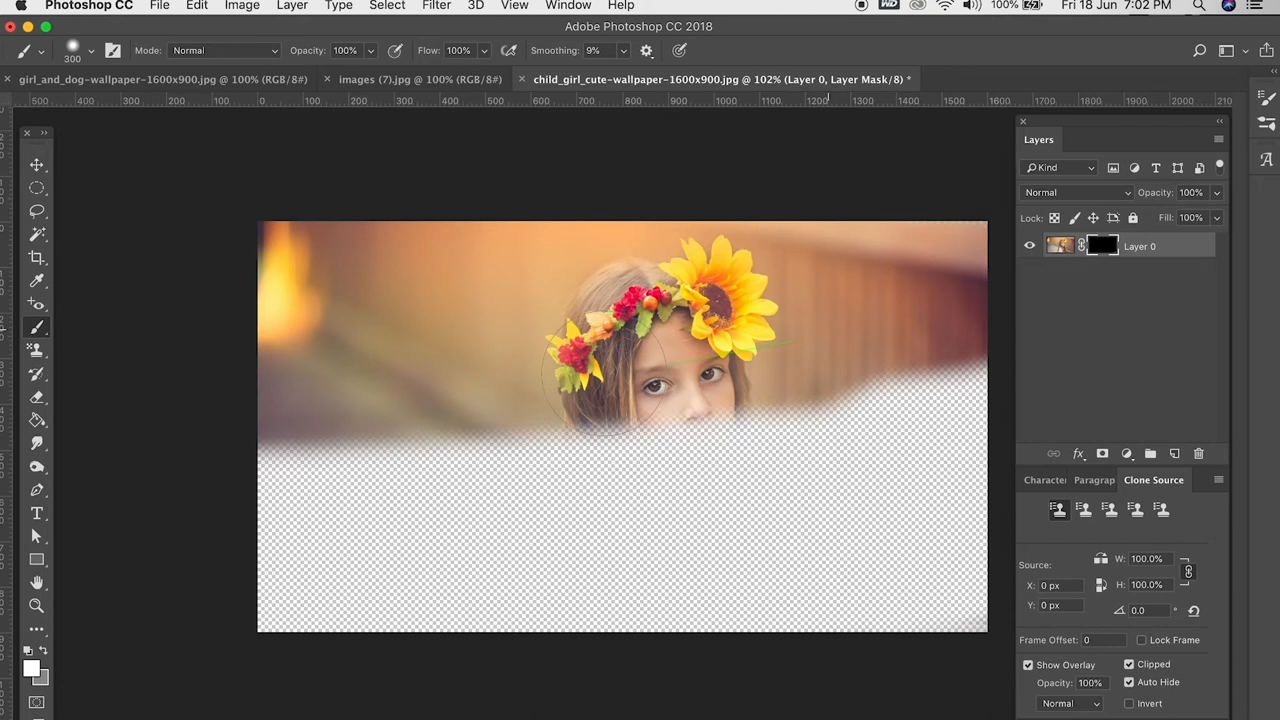 Photoshop CC File Edit Image Layer Type Select Filter 3D View Window Help 100% Fri 18 Jun 7:02 PM
Adobe Photoshop CC 2018
300 Mode: Normal Opacity: 100% Flow: 100% Smoothing: 9%
girl_and_dog-wallpaper-1600x900.jpg @ 100% (RGB/8#) images (7).jpg @ 100% (RGB/8#) child_girl_cute-wallpaper-1600x900.jpg @ 102% (Layer 0, Layer Mask/8) *
500 400 300 200 100 0 100 200 300 400 500 600 700 800 900 1000 1100 1200 1300 1400 1500 1600 1700 1800 1900 2000 210
Layers
Kind
Normal Opacity: 100%
Lock: Fill: 100%
Layer 0
Character Paragrap Clone Source
Source: W: 100.0%
X: 0 px H: 100.0%
Y: 0 px 0.0 °
Frame Offset: 0 Lock Frame
Show Overlay Clipped
Opacity: 100% Auto Hide
Normal Invert